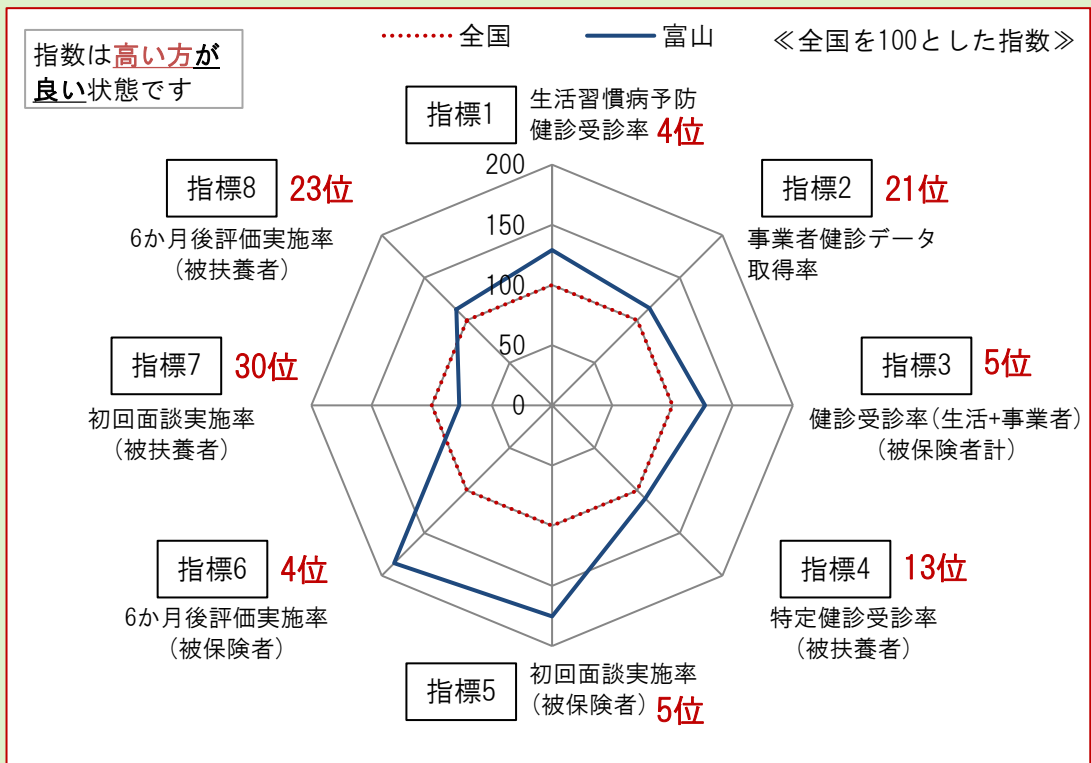 指数は高い方が
良い状態です
全国
富山
≪全国を100とした指数≫
指標1
生活習慣病予防
健診受診率 4位
指標2 21位
事業者健診データ
取得率
指標3 5位
健診受診率(生活+事業者)
(被保険者計)
指標4 13位
特定健診受診率
(被扶養者)
指標5
初回面談実施率
(被保険者) 5位
指標6 4位
6か月後評価実施率
(被保険者)
指標7 30位
初回面談実施率
(被扶養者)
指標8 23位
6か月後評価実施率
(被扶養者)
200
150
100
50
0